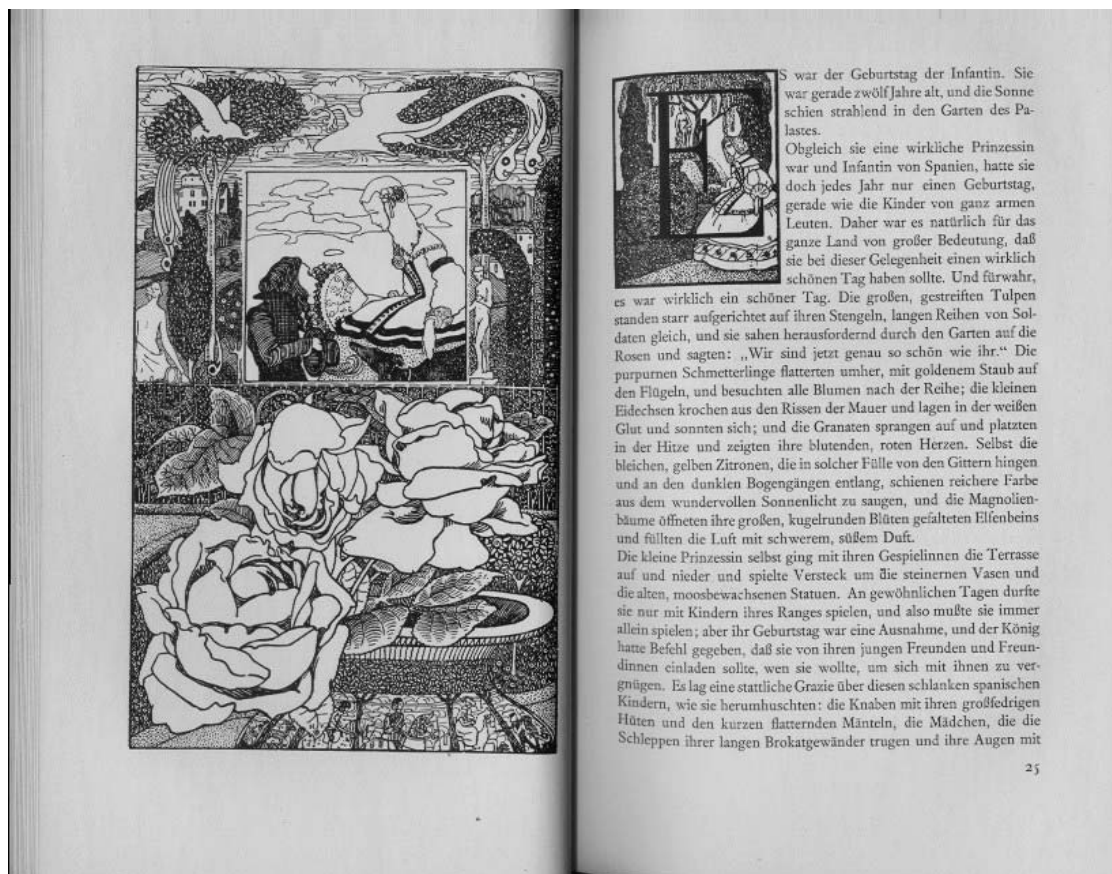 ES war der Geburtstag der Infantin. Sie
war gerade zwölf Jahre alt, und die Sonne
schien strahlend in den Garten des Pa-
lastes.
Obgleich sie eine wirkliche Prinzessin
war und Infantin von Spanien, hatte sie
doch jedes Jahr nur einen Geburtstag,
gerade wie die Kinder von ganz armen
Leuten. Daher war es natürlich für das
ganze Land von großer Bedeutung, daß
sie bei dieser Gelegenheit einen wirklich
schönen Tag haben sollte. Und fürwahr,
es war wirklich ein schöner Tag. Die großen, gestreiften Tulpen
standen starr aufgerichtet auf ihren Stengeln, langen Reihen von Sol-
daten gleich, und sie sahen herausfordernd durch den Garten auf die
Rosen und sagten: „Wir sind jetzt genau so schön wie ihr.“ Die
purpurnen Schmetterlinge flatterten umher, mit goldenem Staub auf
den Flügeln, und besuchten alle Blumen nach der Reihe; die kleinen
Eidechsen krochen aus den Rissen der Mauer und lagen in der weißen
Glut und sonnten sich; und die Granaten sprangen auf und platzten
in der Hitze und zeigten ihre blutenden, roten Herzen. Selbst die
bleichen, gelben Zitronen, die in solcher Fülle von den Gittern hingen
und an den dunklen Bogengängen entlang, schienen reichere Farbe
aus dem wundervollen Sonnenlicht zu saugen, und die Magnolien-
bäume öffneten ihre großen, kugelrunden Blüten gefalteten Elfenbeins
und füllten die Luft mit schwerem, süßem Duft.
Die kleine Prinzessin selbst ging mit ihren Gespielinnen die Terrasse
auf und nieder und spielte Versteck um die steinernen Vasen und
die alten, moosbewachsenen Statuen. An gewöhnlichen Tagen durfte
sie nur mit Kindern ihres Ranges spielen, und also mußte sie immer
allein spielen; aber ihr Geburtstag war eine Ausnahme, und der König
hatte Befehl gegeben, daß sie von ihren jungen Freunden und Freun-
dinnen einladen sollte, wen sie wollte, um sich mit ihnen zu ver-
gnügen. Es lag eine stattliche Grazie über diesen schlanken spanischen
Kindern, wie sie herumhuschten: die Knaben mit ihren großfedrigen
Hüten und den kurzen flatternden Mänteln, die Mädchen, die die
Schleppen ihrer langen Brokatgewänder trugen und ihre Augen mit
25